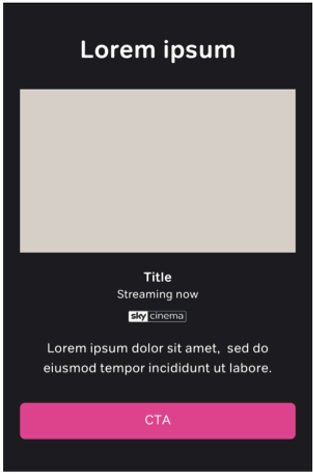 Lorem ipsum
Title
Streaming now
sky cinema
Lorem ipsum dolor sit amet,  sed do
eiusmod tempor incididunt ut labore.
CTA